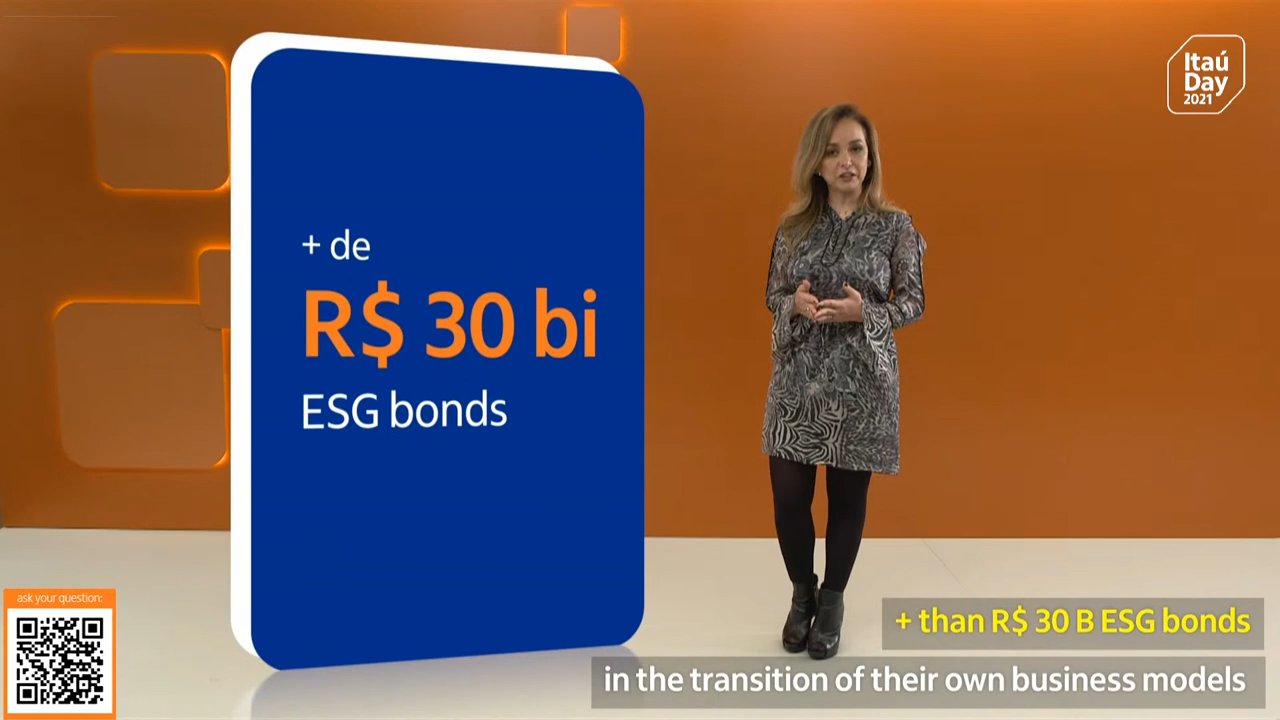 Itaú
Day
2021
+ de
R$ 30 bi
ESG bonds
ask your question:
+ than R$ 30 B ESG bonds
in the transition of their own business models